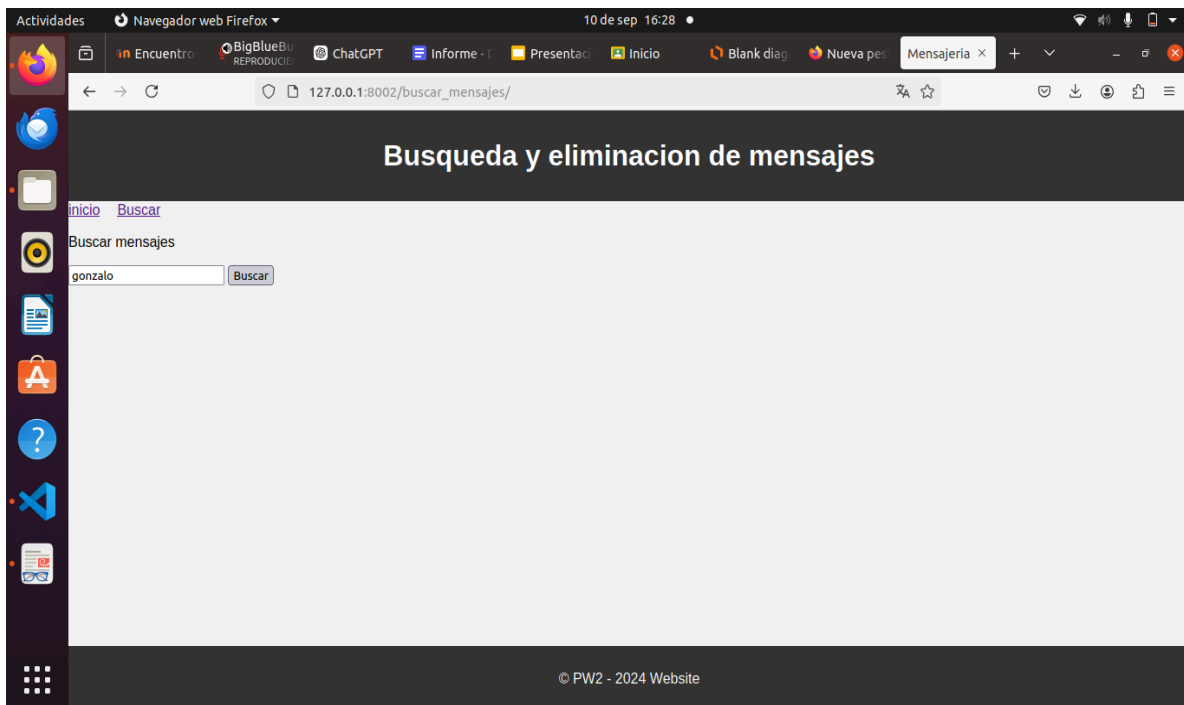 Actividades Navegador web Firefox 10 de sep 16:28
in Encuentro BigBlueBu REPRODUCIE ChatGPT Informe - D Presentaci Inicio Blank diag Nueva pes Mensajeria
127.0.0.1:8002/buscar_mensajes/
Busqueda y eliminacion de mensajes
inicio Buscar
Buscar mensajes
gonzalo Buscar
© PW2 - 2024 Website